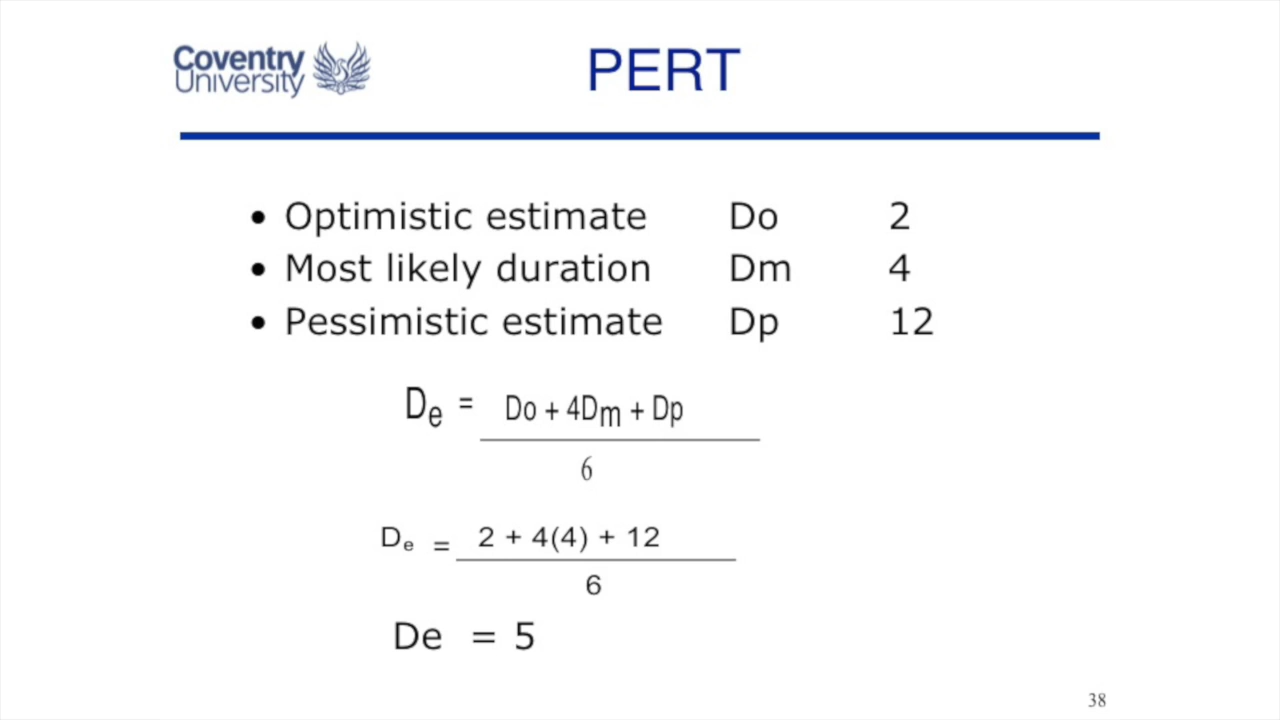 Coventry
University
PERT
• Optimistic estimate Do 2
• Most likely duration Dm 4
• Pessimistic estimate Dp 12
De = Do + 4Dm + Dp
6
De = 2 + 4(4) + 12
6
De = 5
38